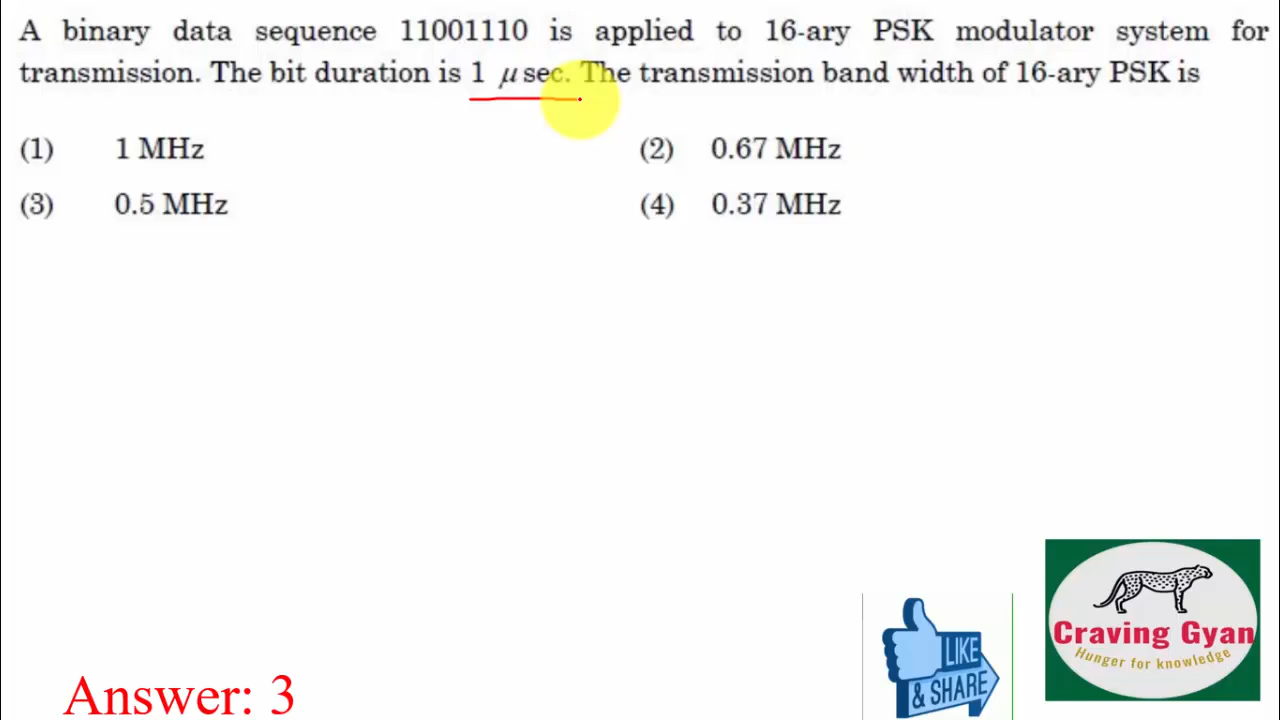 A binary data sequence 11001110 is applied to 16-ary PSK modulator system for
transmission. The bit duration is 1 μ sec. The transmission band width of 16-ary PSK is
(1) 1 MHz (2) 0.67 MHz
(3) 0.5 MHz (4) 0.37 MHz
LIKE
& SHARE
Craving Gyan
Hunger for knowledge
Answer: 3